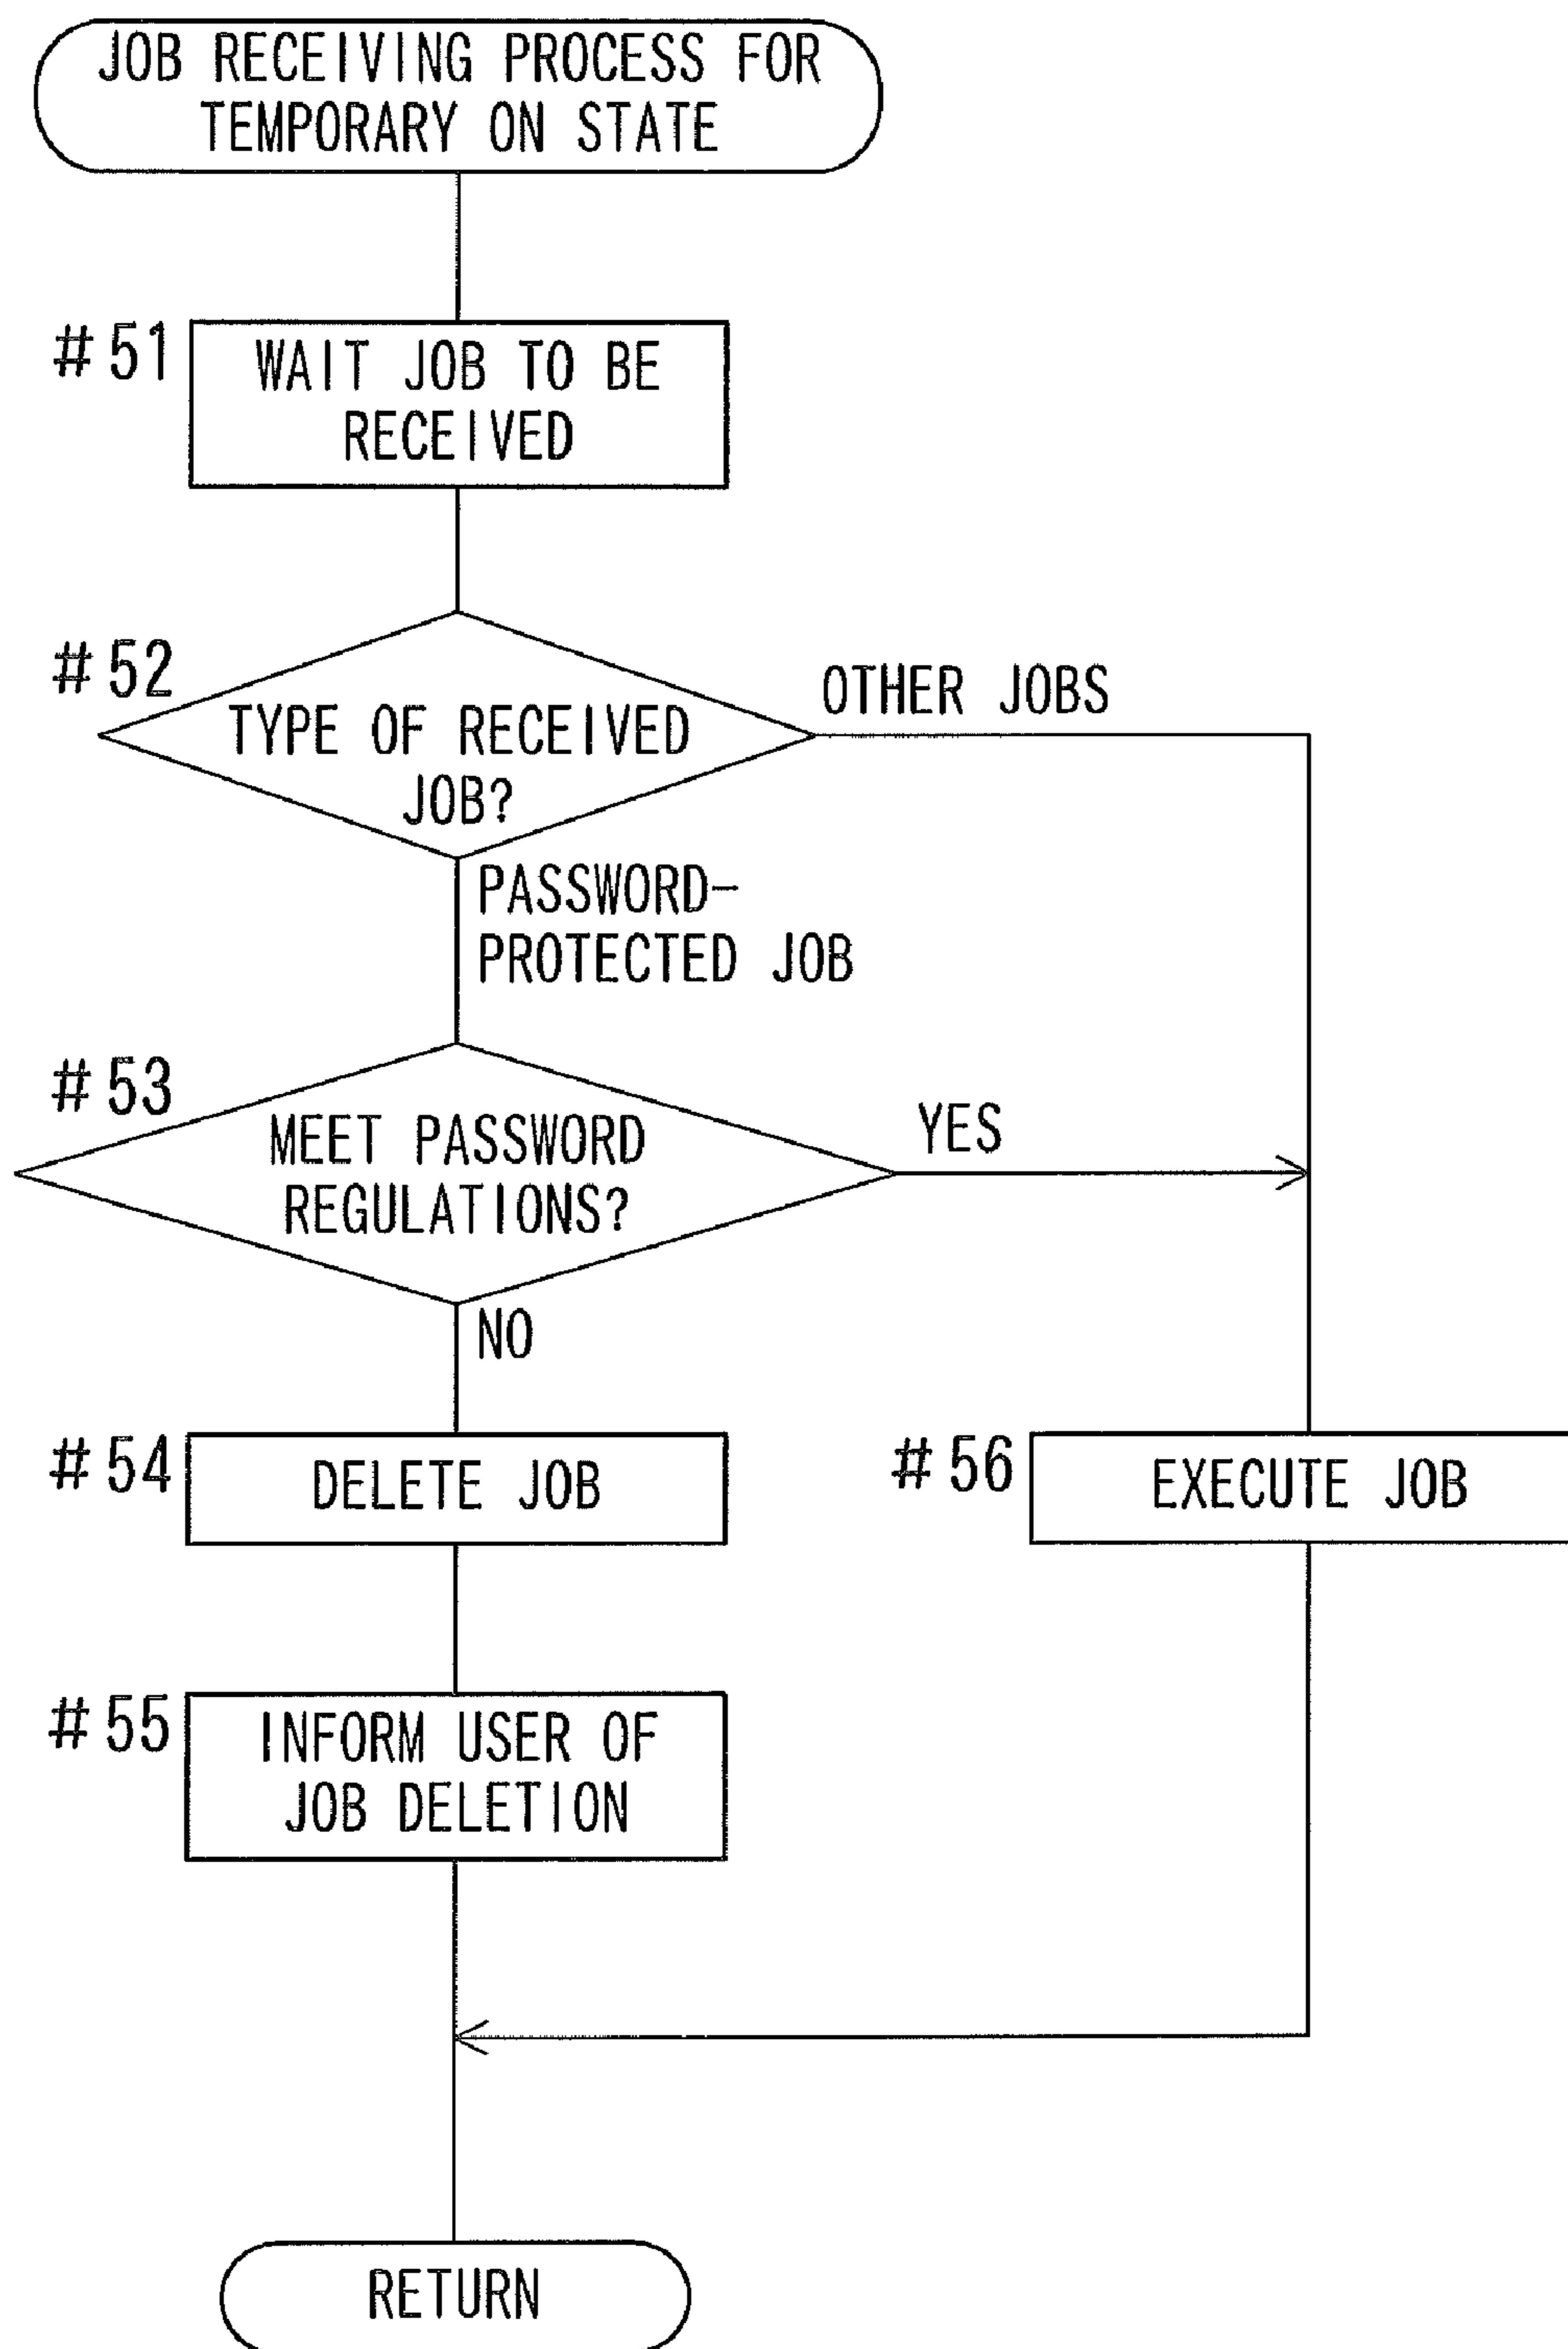 JOB RECEIVING PROCESS FOR
TEMPORARY ON STATE
#51
WAIT JOB TO BE
RECEIVED
#52
TYPE OF RECEIVED
JOB?
OTHER JOBS
PASSWORD-
PROTECTED JOB
#53
MEET PASSWORD
REGULATIONS?
YES
NO
#54
DELETE JOB
#56
EXECUTE JOB
#55
INFORM USER OF
JOB DELETION
RETURN